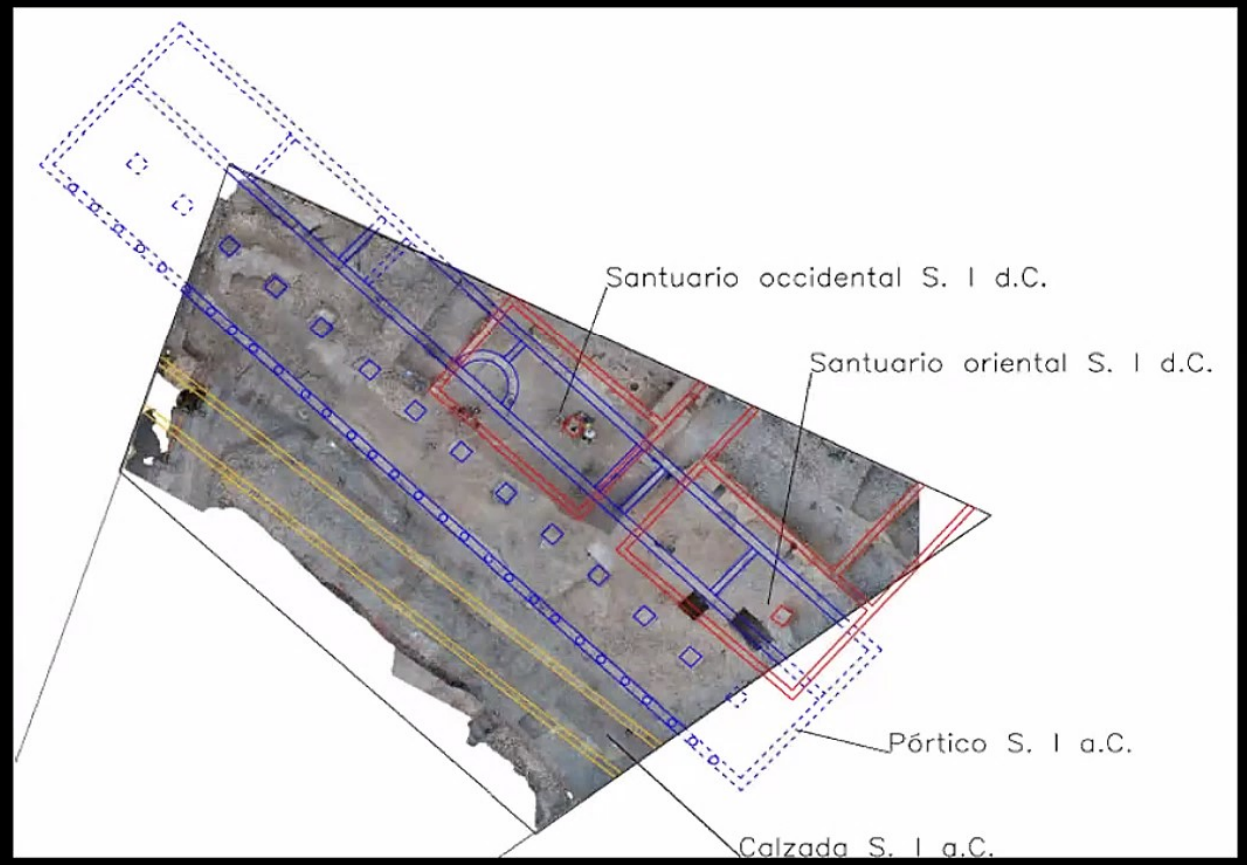 Santuario occidental S. I d.C.
Santuario oriental S. I d.C.
Pórtico S. I a.C.
Calzada S. I a.C.